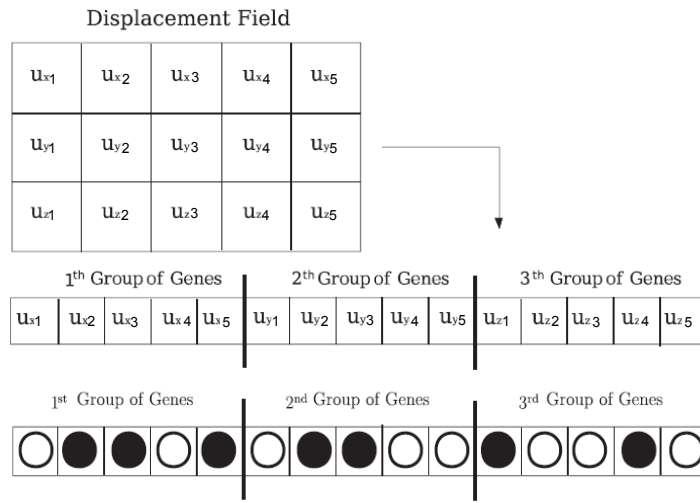 Displacement Field
ux1 ux2 ux3 ux4 ux5
uy1 uy2 uy3 uy4 uy5
uz1 uz2 uz3 uz4 uz5
1th Group of Genes 2th Group of Genes 3th Group of Genes
ux1 ux2 ux3 ux4 ux5 uy1 uy2 uy3 uy4 uy5 uz1 uz2 uz3 uz4 uz5
1st Group of Genes 2nd Group of Genes 3rd Group of Genes